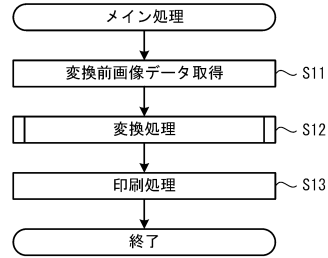 メイン処理
変換前画像データ取得
S11
変換処理
S12
印刷処理
S13
終了